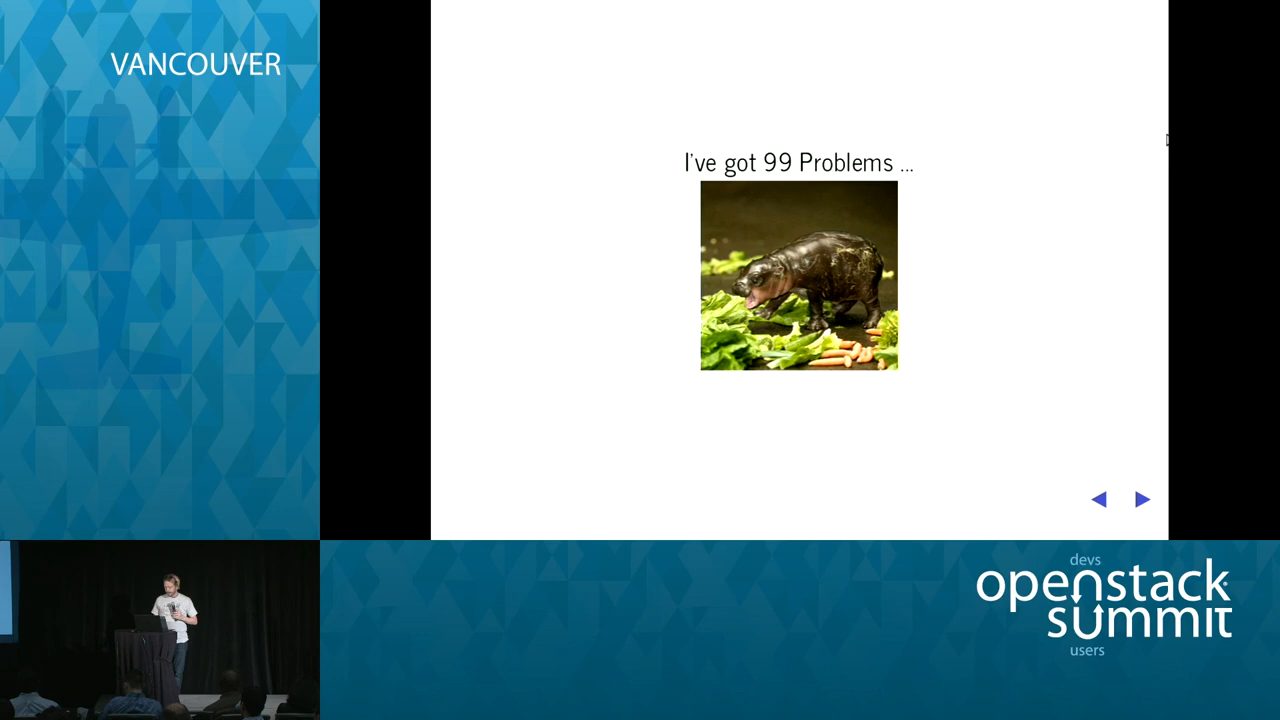 VANCOUVER
I've got 99 Problems ...
devs
openstack
summit
users